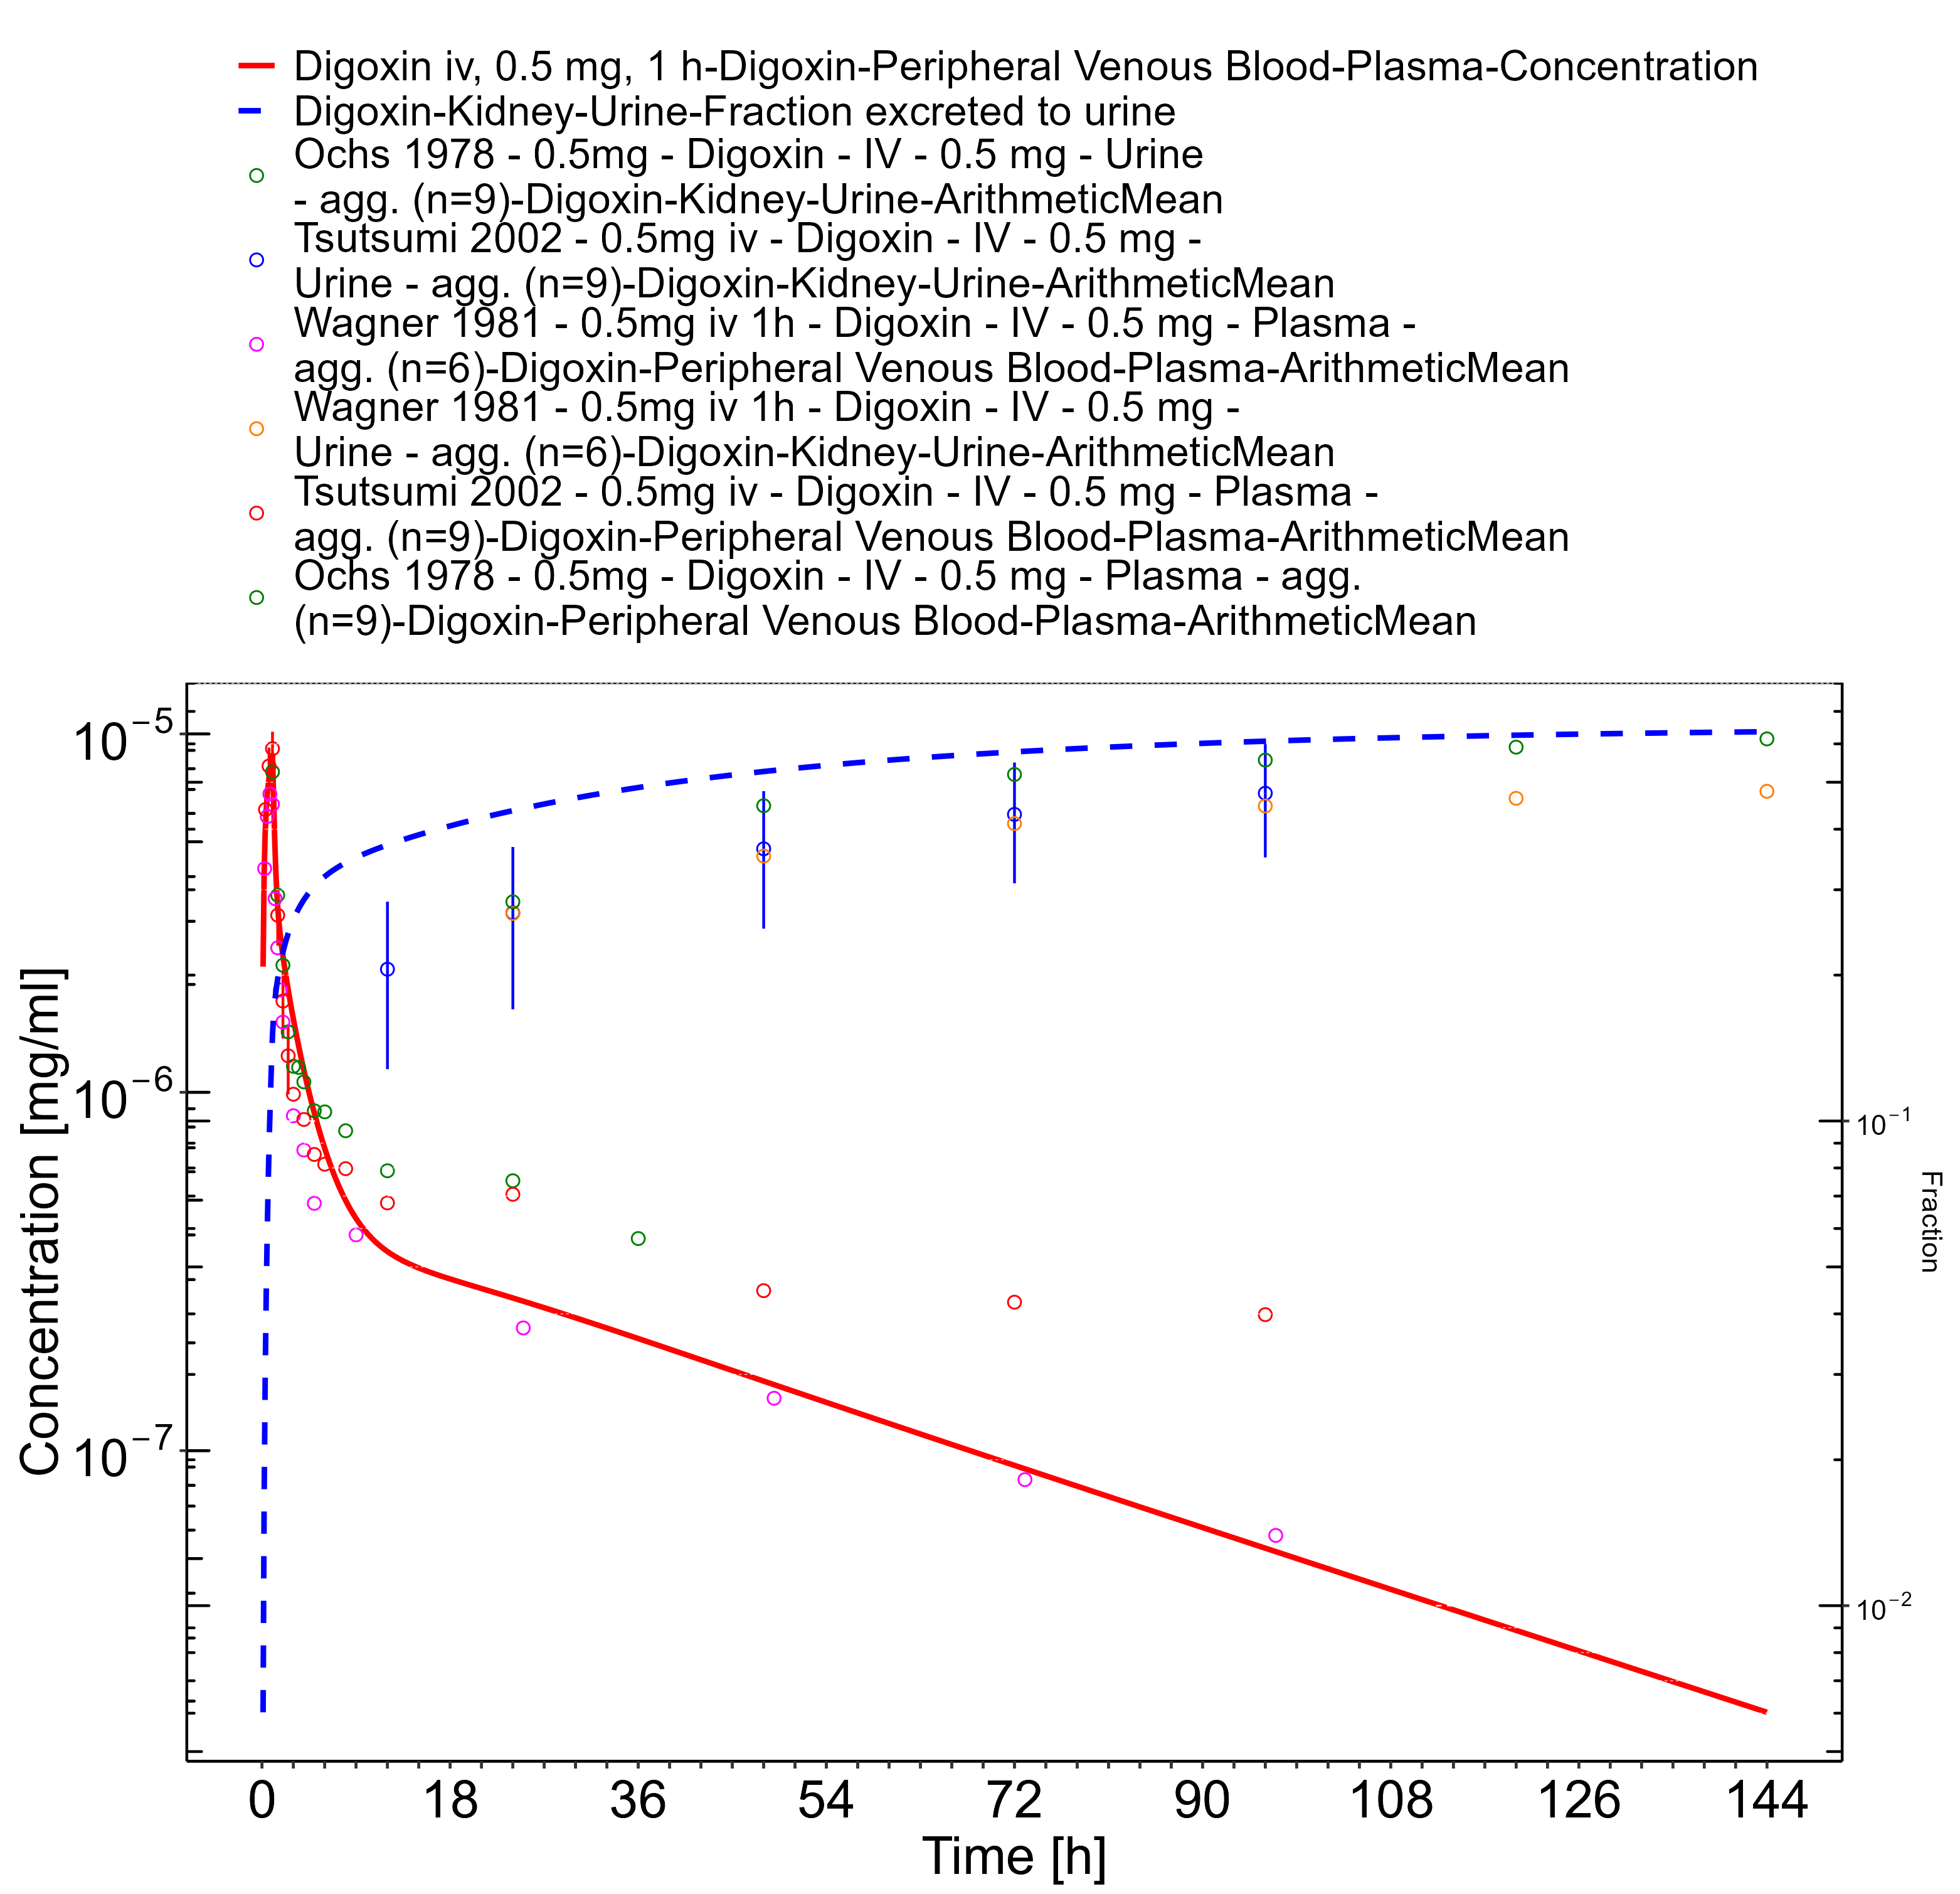 Digoxin iv, 0.5 mg, 1 h-Digoxin-Peripheral Venous Blood-Plasma-Concentration
Digoxin-Kidney-Urine-Fraction excreted to urine
Ochs 1978 - 0.5mg - Digoxin - IV - 0.5 mg - Urine
- agg. (n=9)-Digoxin-Kidney-Urine-ArithmeticMean
Tsutsumi 2002 - 0.5mg iv - Digoxin - IV - 0.5 mg -
Urine - agg. (n=9)-Digoxin-Kidney-Urine-ArithmeticMean
Wagner 1981 - 0.5mg iv 1h - Digoxin - IV - 0.5 mg - Plasma -
agg. (n=6)-Digoxin-Peripheral Venous Blood-Plasma-ArithmeticMean
Wagner 1981 - 0.5mg iv 1h - Digoxin - IV - 0.5 mg -
Urine - agg. (n=6)-Digoxin-Kidney-Urine-ArithmeticMean
Tsutsumi 2002 - 0.5mg iv - Digoxin - IV - 0.5 mg - Plasma -
agg. (n=9)-Digoxin-Peripheral Venous Blood-Plasma-ArithmeticMean
Ochs 1978 - 0.5mg - Digoxin - IV - 0.5 mg - Plasma - agg.
(n=9)-Digoxin-Peripheral Venous Blood-Plasma-ArithmeticMean
10⁻⁵
10⁻⁶
10⁻⁷
Concentration [mg/ml]
10⁻¹
10⁻²
Fraction
0 18 36 54 72 90 108 126 144
Time [h]